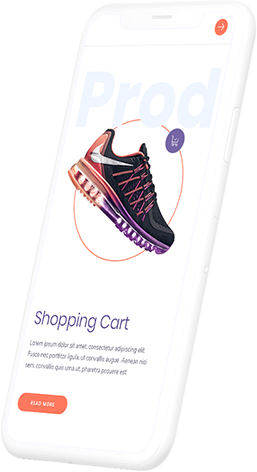 Prod
Shopping Cart
Lorem ipsum dolor sit amet, consectetur adipiscing elit.
Fusce nec porttitor ligula, ut convallis augue. Aenean nisi
sem, convallis quis urna ut, pharetra posuere est.
READ MORE